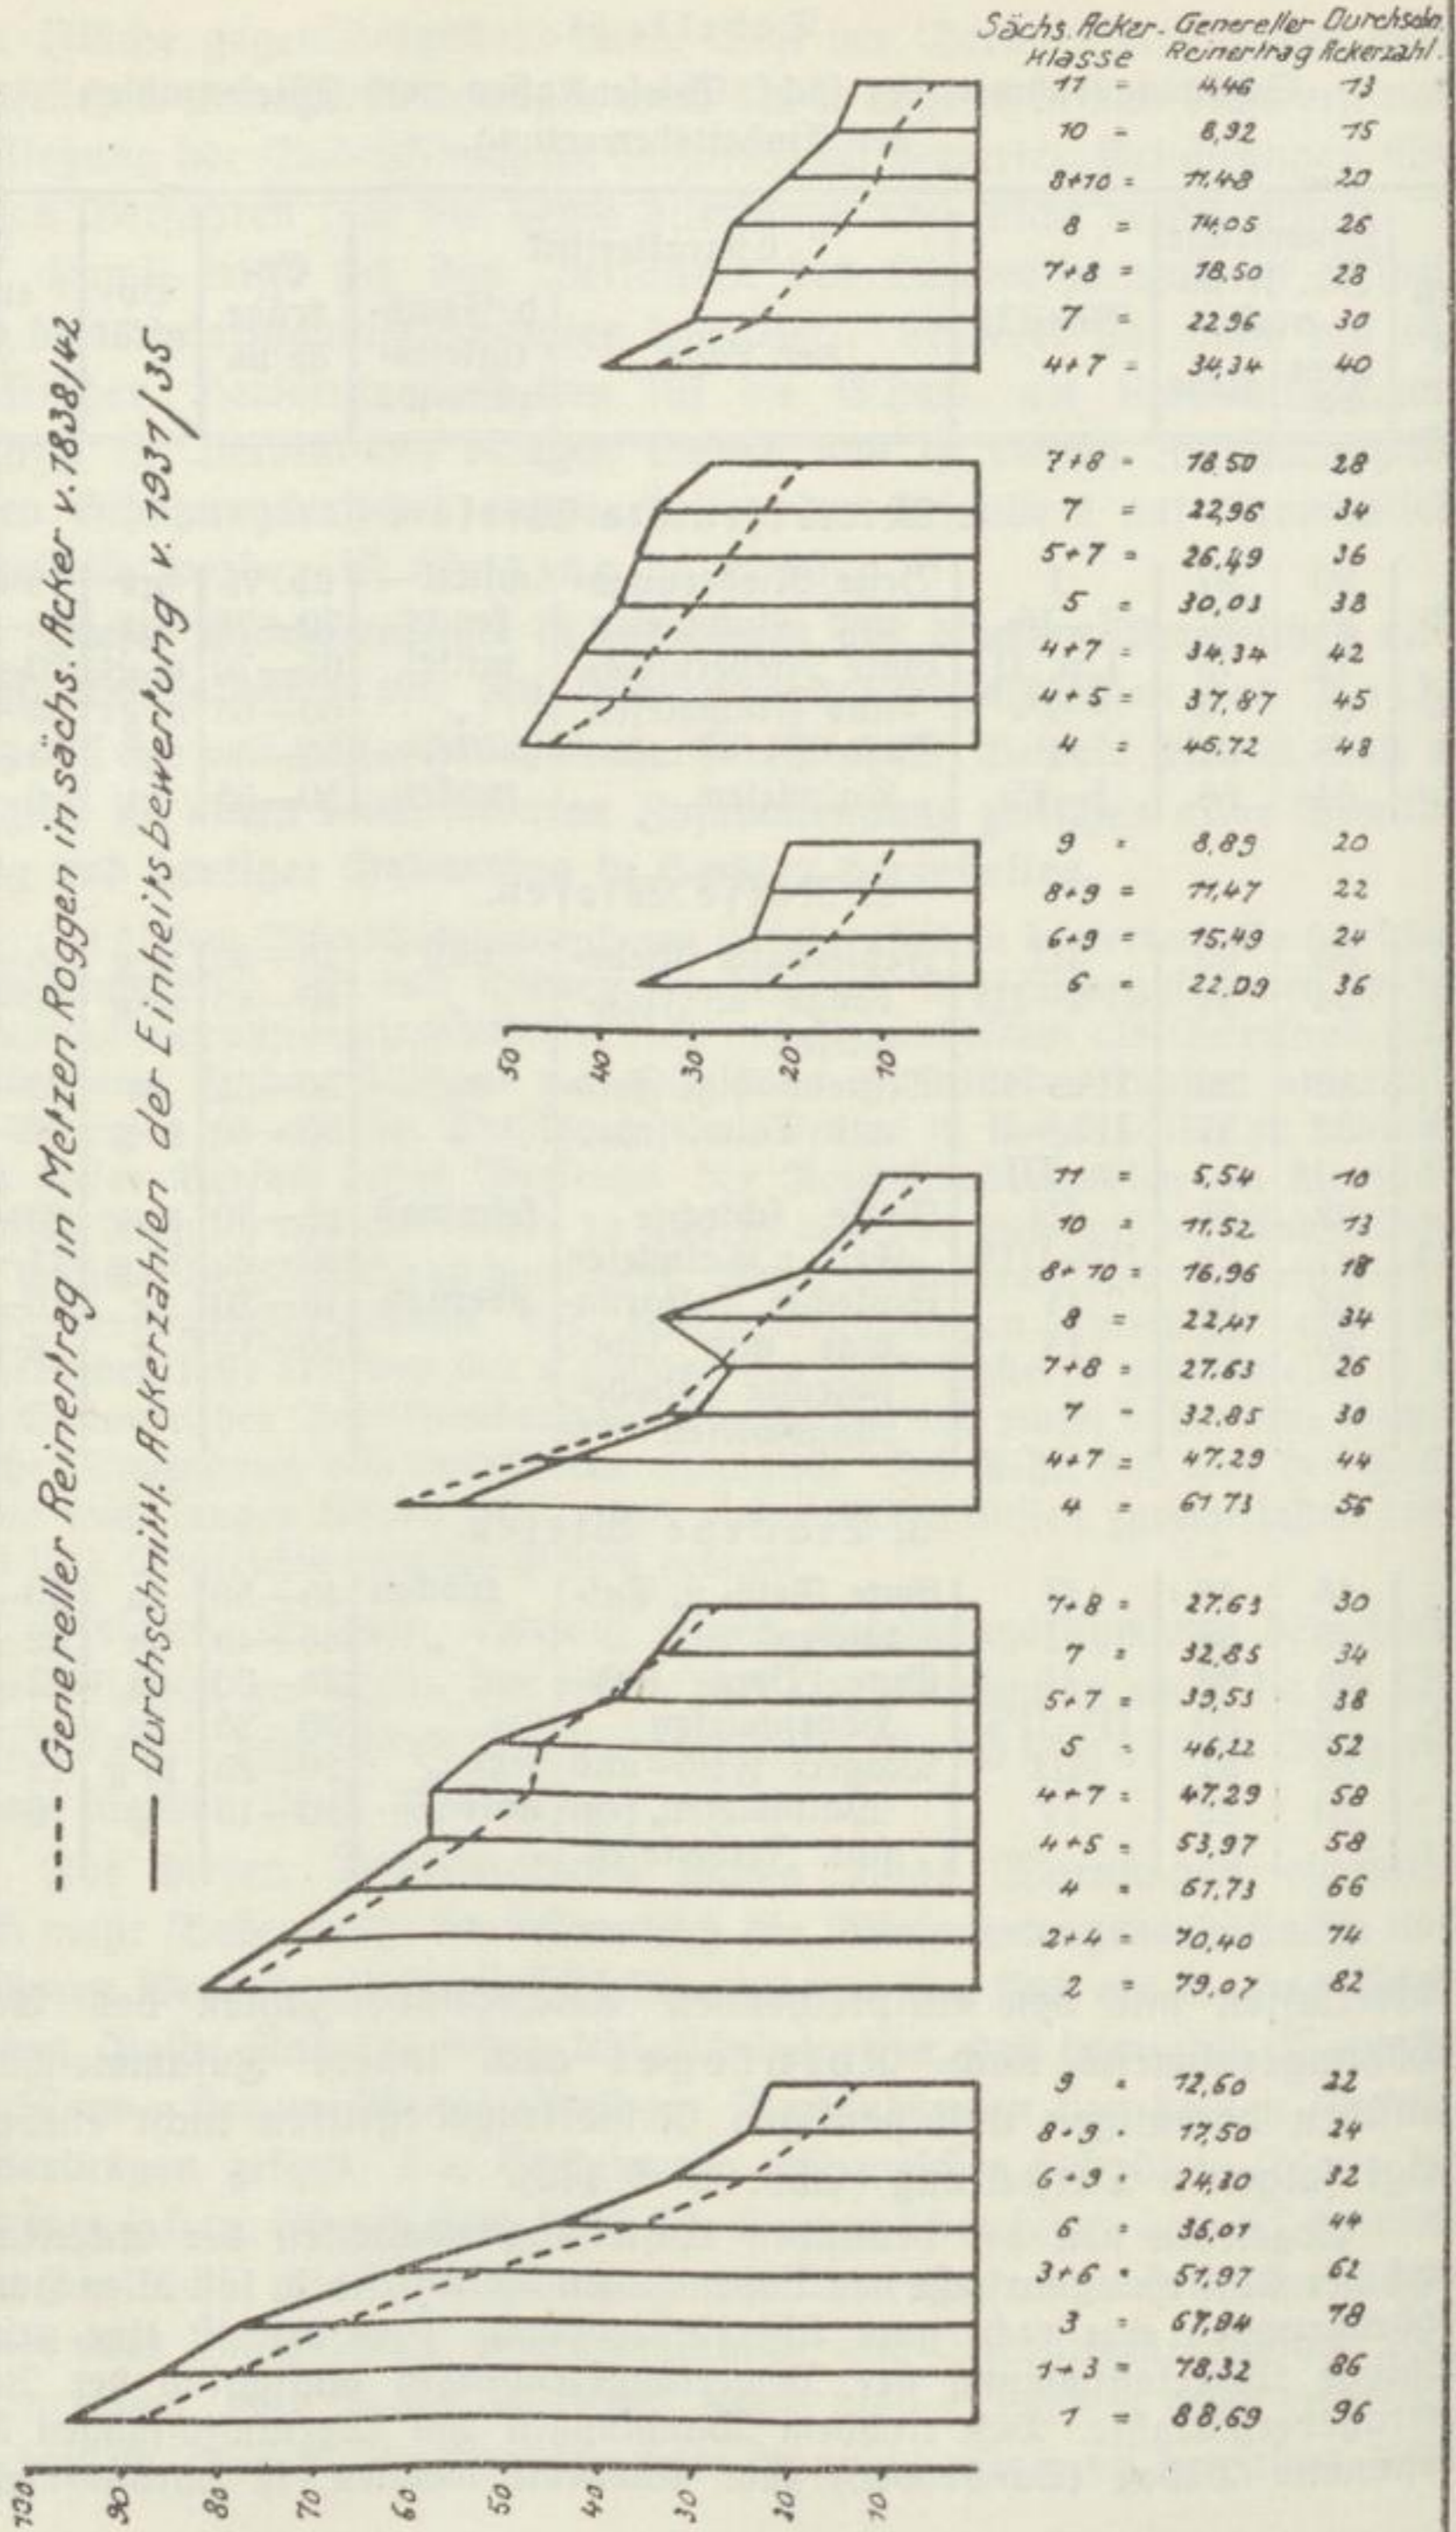 Sächs. Acker- Genereller Durchschn.
Klasse Reinertrag Ackerzahl.
11 = 4,46 13
10 = 8,92 15
8+10 = 11,48 20
8 = 14,05 26
7+8 = 18,50 28
7 = 22,96 30
4+7 = 34,34 40
7+8 = 18,50 28
7 = 22,96 34
5+7 = 26,49 36
5 = 30,03 38
4+7 = 34,34 42
4+5 = 37,87 45
4 = 45,72 48
9 = 8,89 20
8+9 = 11,47 22
6+9 = 15,49 24
6 = 22,09 36
50 40 30 20 10
11 = 5,54 10
10 = 11,52 13
8+10 = 16,96 18
8 = 22,41 34
7+8 = 27,63 26
7 = 32,85 30
4+7 = 47,29 44
4 = 61,73 56
7+8 = 27,63 30
7 = 32,85 34
5+7 = 39,53 38
5 = 46,22 52
4+7 = 47,29 58
4+5 = 53,97 58
4 = 61,73 66
2+4 = 70,40 74
2 = 79,07 82
9 = 12,60 22
8+9 = 17,50 24
6+9 = 24,30 32
6 = 36,01 44
3+6 = 51,97 62
3 = 67,94 78
1+3 = 78,32 86
1 = 88,69 96
100 90 80 70 60 50 40 30 20 10
---- Genereller Reinertrag in Metzen Roggen in sächs. Acker v. 1838/42
— Durchschnittl. Ackerzahlen der Einheitsbewertung v. 1931/35